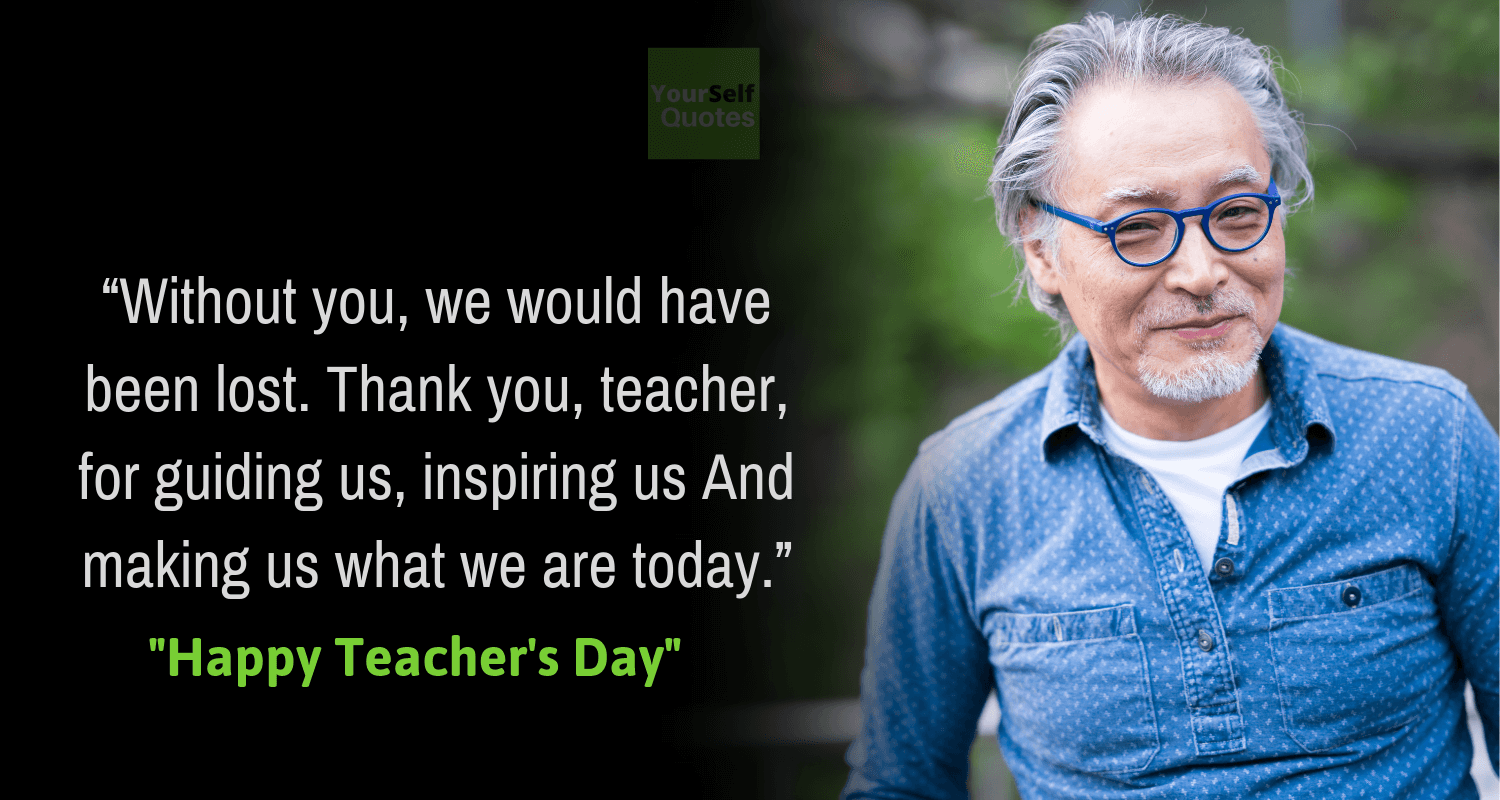 YourSelf
Quotes
“Without you, we would have
been lost. Thank you, teacher,
for guiding us, inspiring us And
making us what we are today.”
"Happy Teacher's Day"